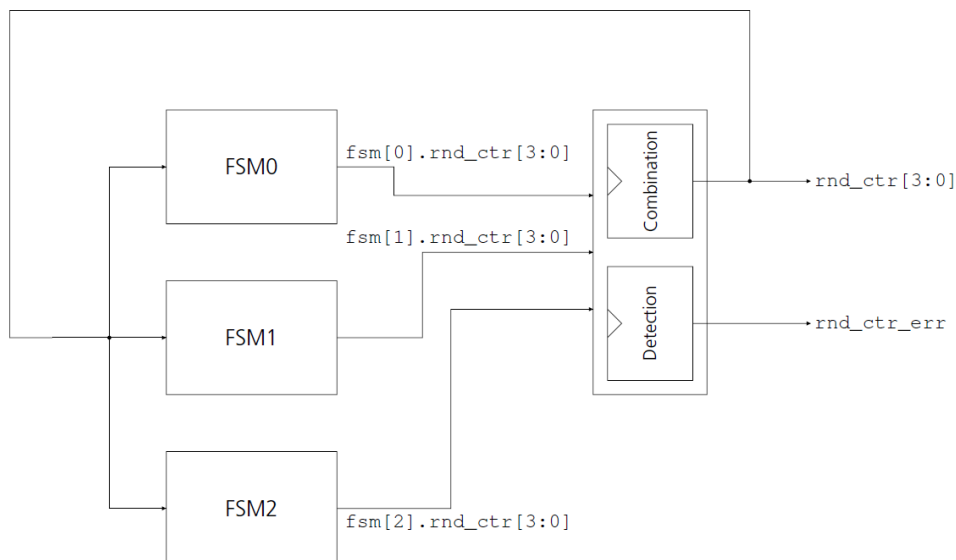 FSM0
fsm[0].rnd_ctr[3:0]
Combination
rnd_ctr[3:0]
fsm[1].rnd_ctr[3:0]
FSM1
Detection
rnd_ctr_err
FSM2
fsm[2].rnd_ctr[3:0]